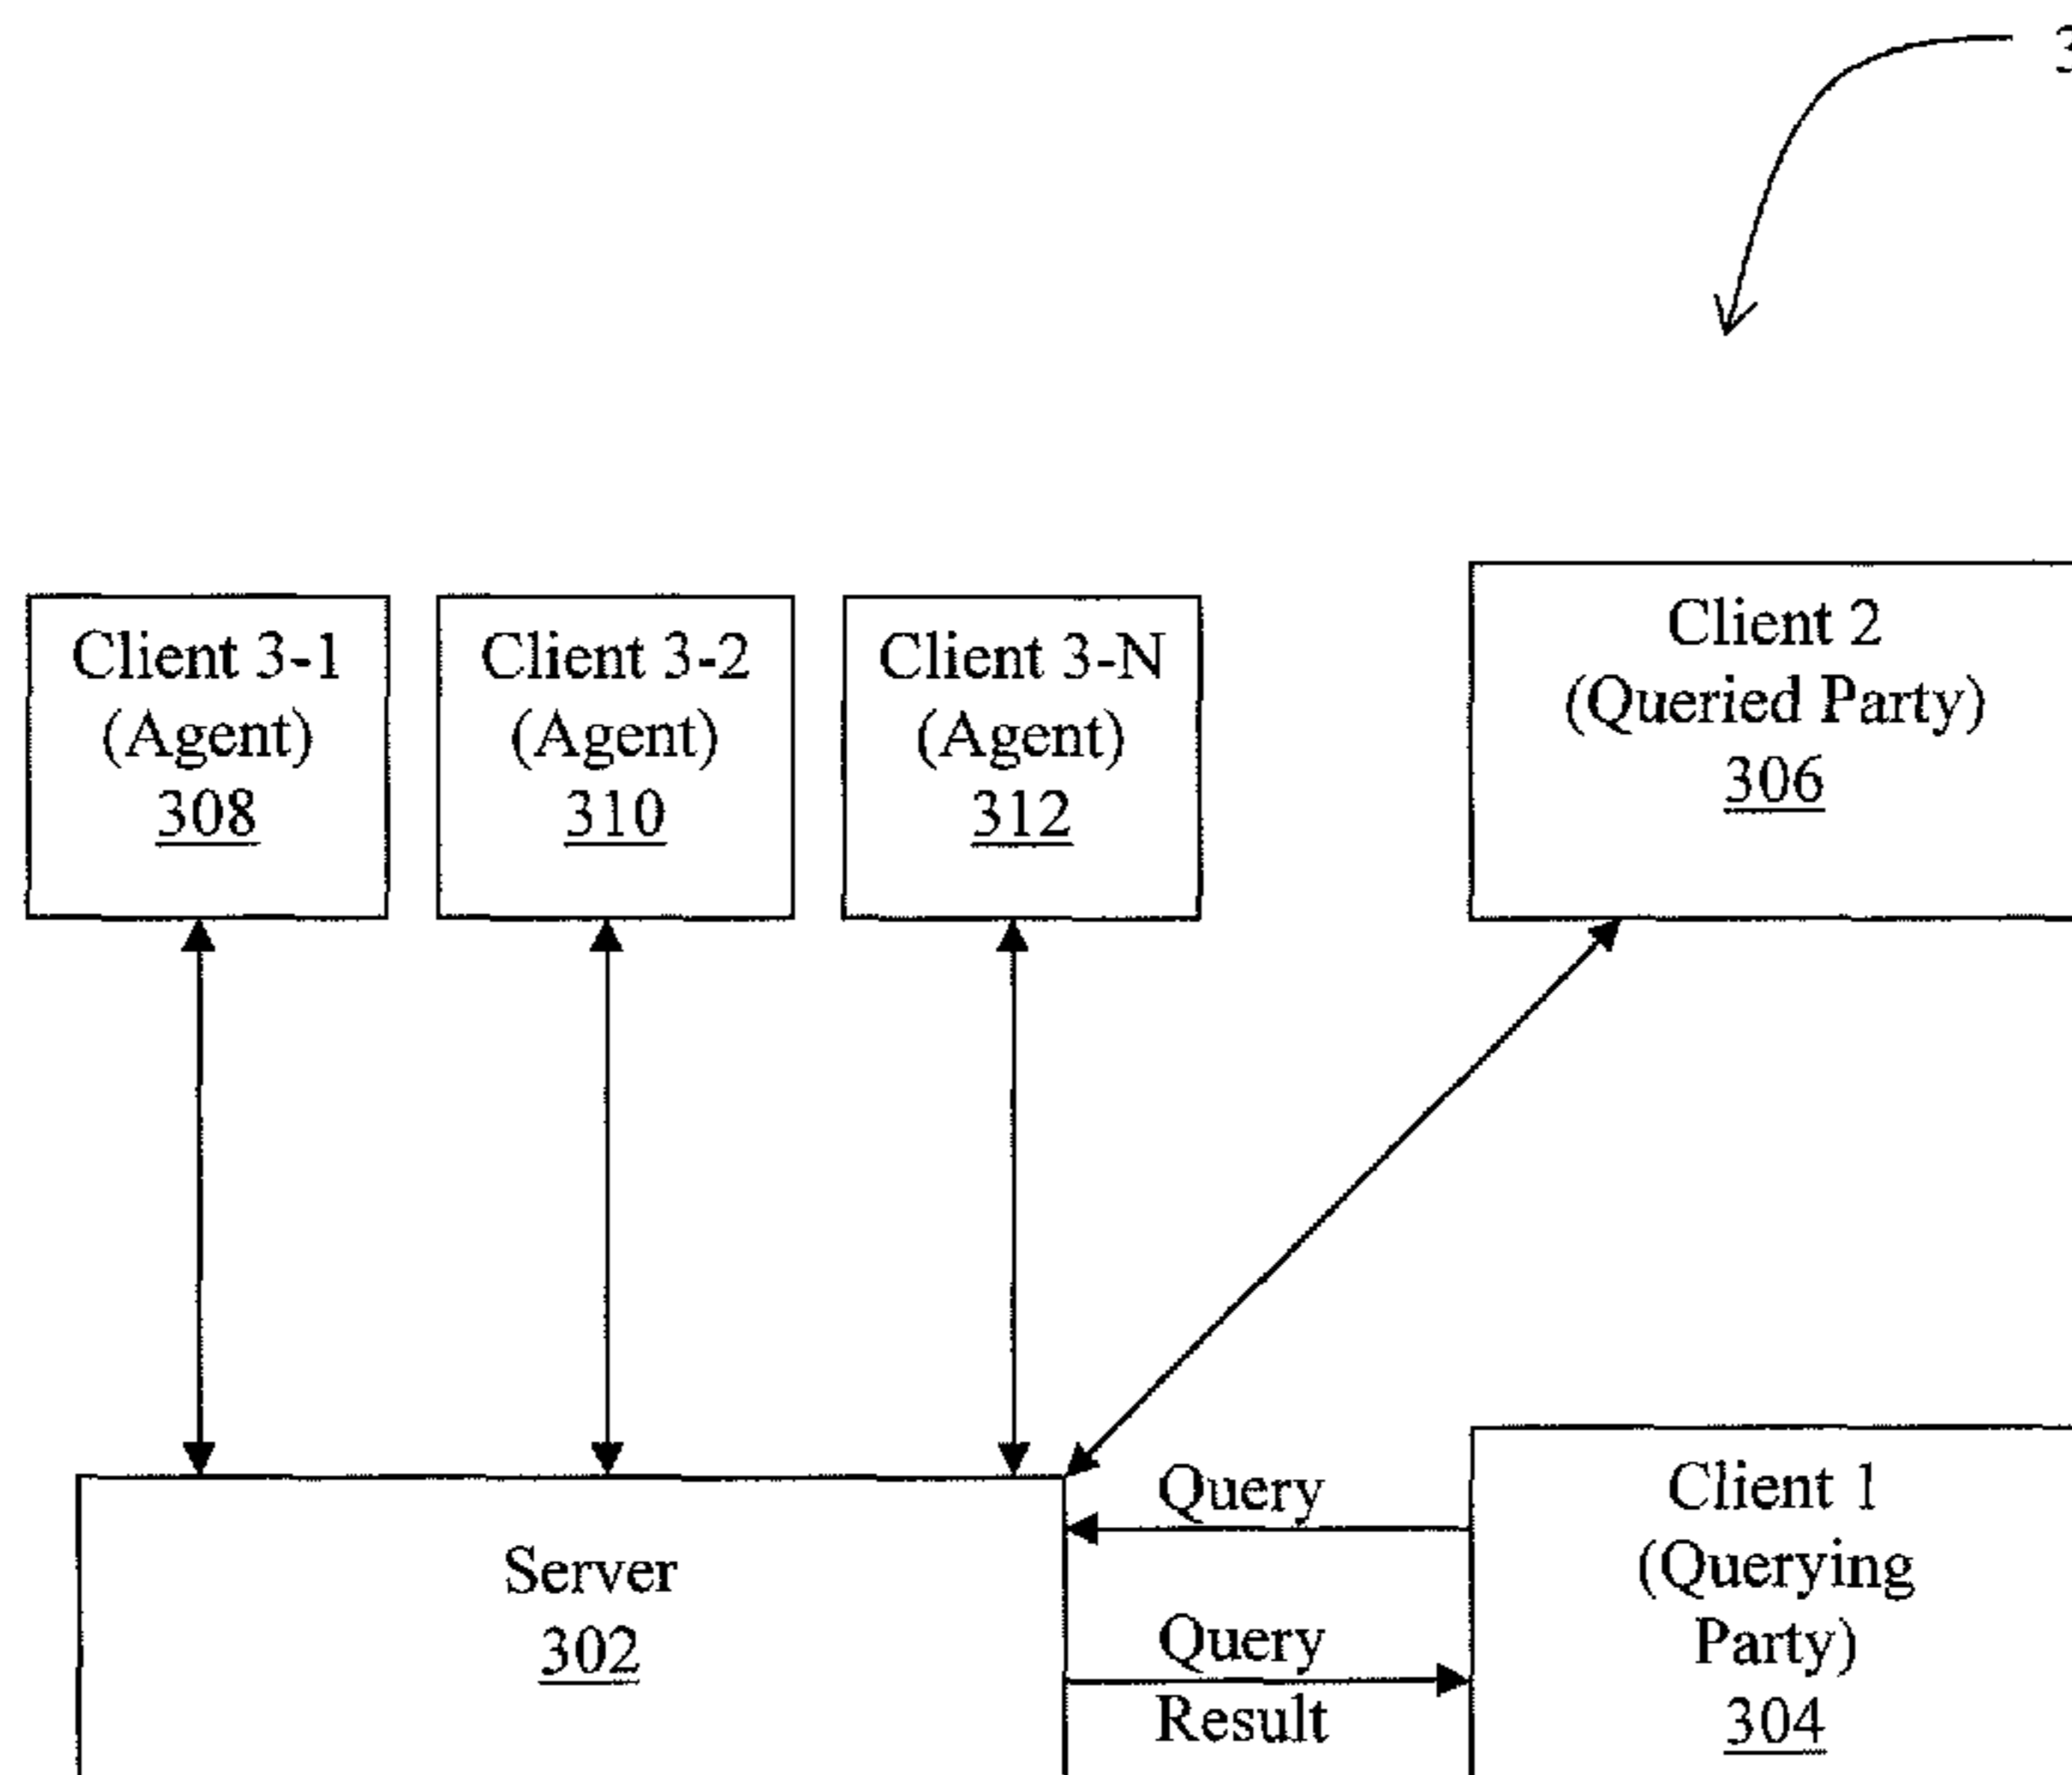 Client 3-1
(Agent)
308
Client 3-2
(Agent)
310
Client 3-N
(Agent)
312
Client 2
(Queried Party)
306
Server
302
Query
Query
Result
Client 1
(Querying
Party)
304